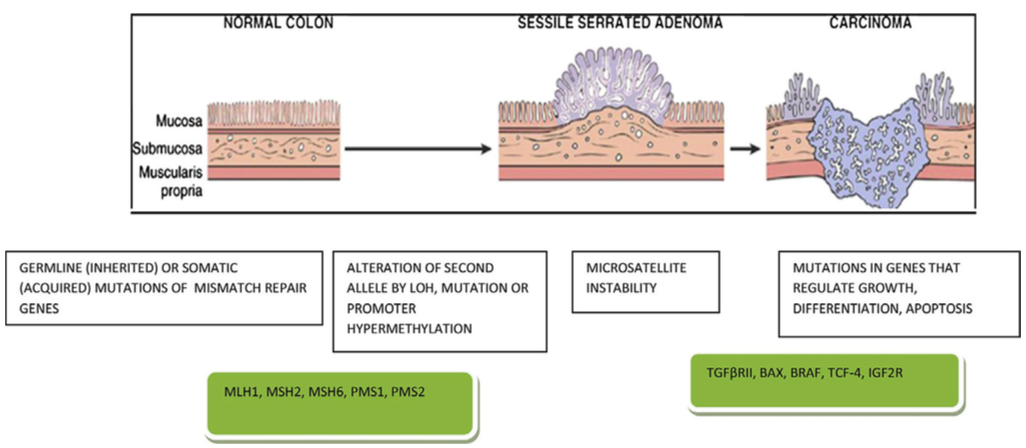 NORMAL COLON
SESSILE SERRATED ADENOMA
CARCINOMA
Mucosa
Submucosa
Muscularis
propria
GERMLINE (INHERITED) OR SOMATIC
(ACQUIRED) MUTATIONS OF MISMATCH REPAIR
GENES
ALTERATION OF SECOND
ALLELE BY LOH, MUTATION OR
PROMOTER
HYPERMETHYLATION
MICROSATELLITE
INSTABILITY
MUTATIONS IN GENES THAT
REGULATE GROWTH,
DIFFERENTIATION, APOPTOSIS
MLH1, MSH2, MSH6, PMS1, PMS2
TGFβRII, BAX, BRAF, TCF-4, IGF2R